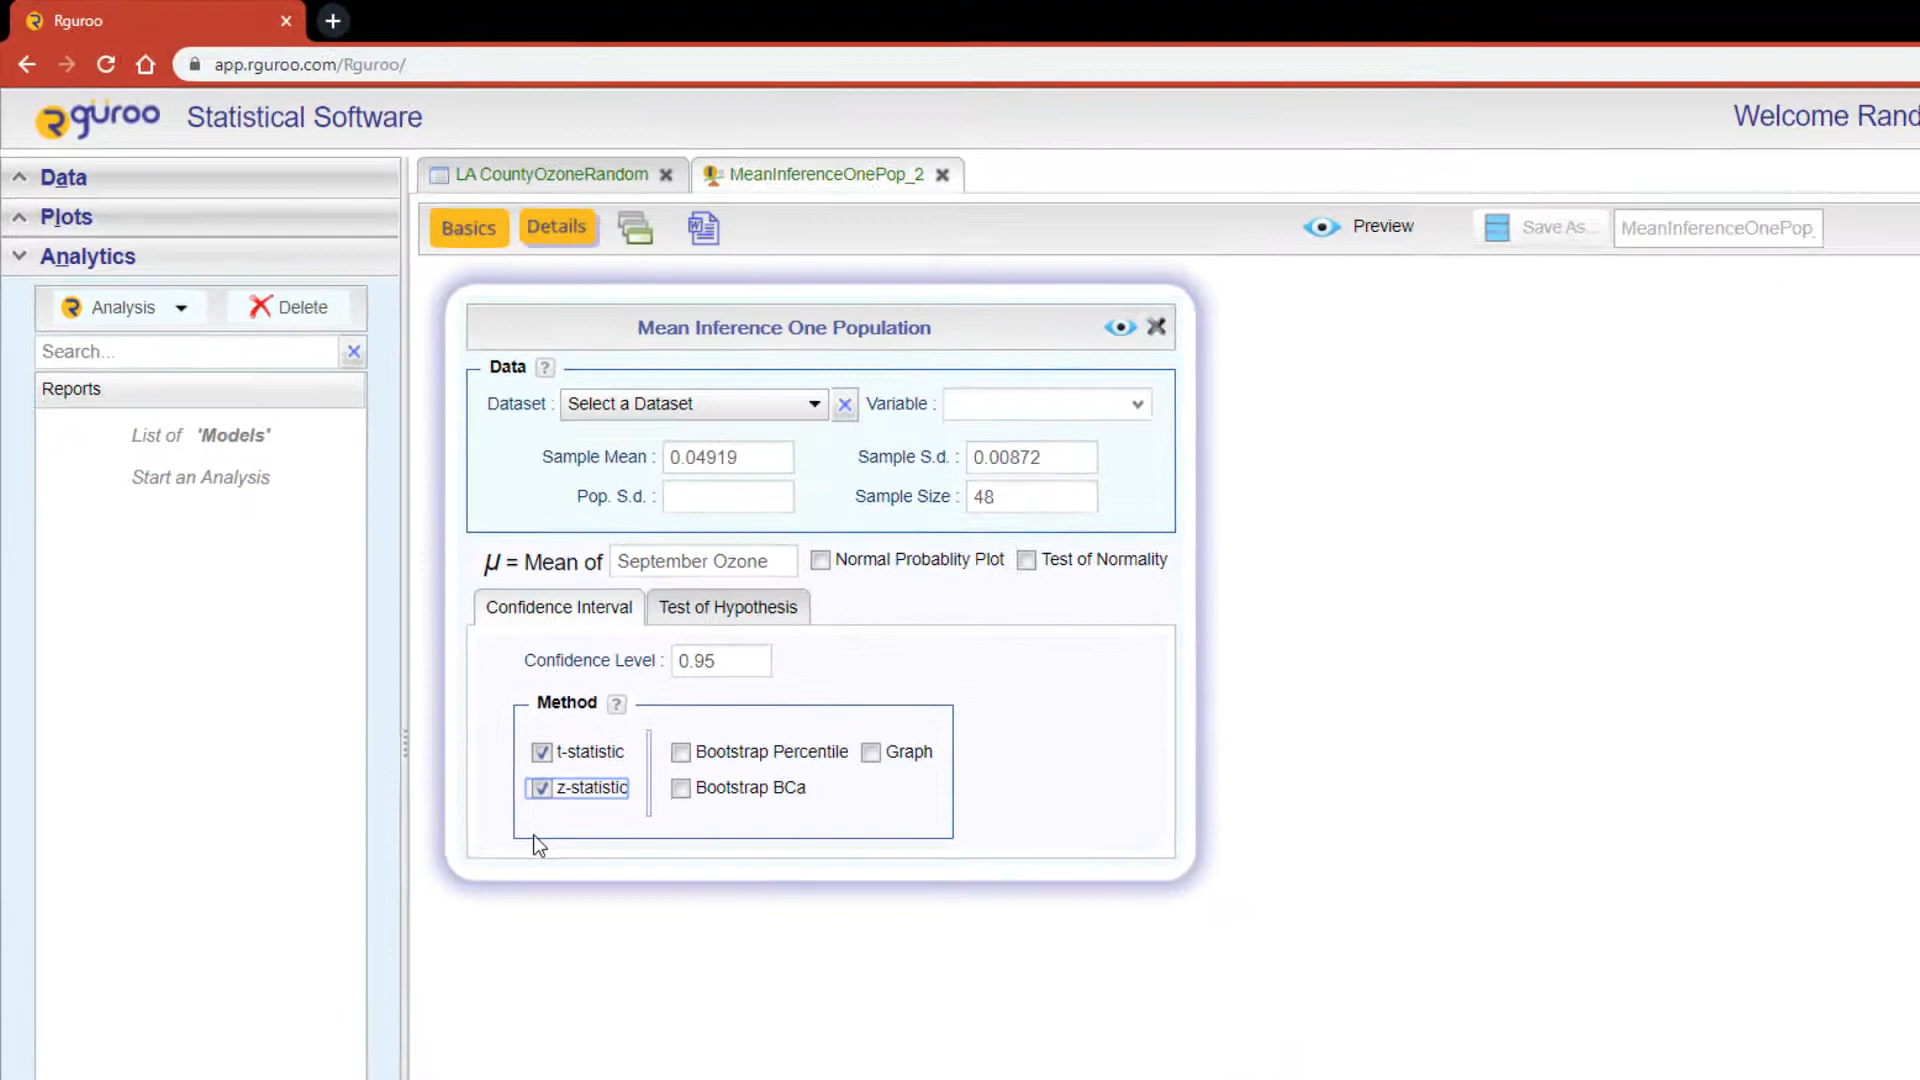 Rguroo
app.rguroo.com/Rguroo/
Rguroo Statistical Software
Welcome Rand
Data
Plots
Analytics
Analysis
Delete
Search...
Reports
List of 'Models'
Start an Analysis
LA CountyOzoneRandom
MeanInferenceOnePop_2
Basics
Details
Preview
Save As...
MeanInferenceOnePop_
Mean Inference One Population
Data ?
Dataset : Select a Dataset
Variable :
Sample Mean : 0.04919
Sample S.d. : 0.00872
Pop. S.d. :
Sample Size : 48
μ = Mean of September Ozone
Normal Probablity Plot
Test of Normality
Confidence Interval
Test of Hypothesis
Confidence Level : 0.95
Method ?
t-statistic
Bootstrap Percentile
Graph
z-statistic
Bootstrap BCa